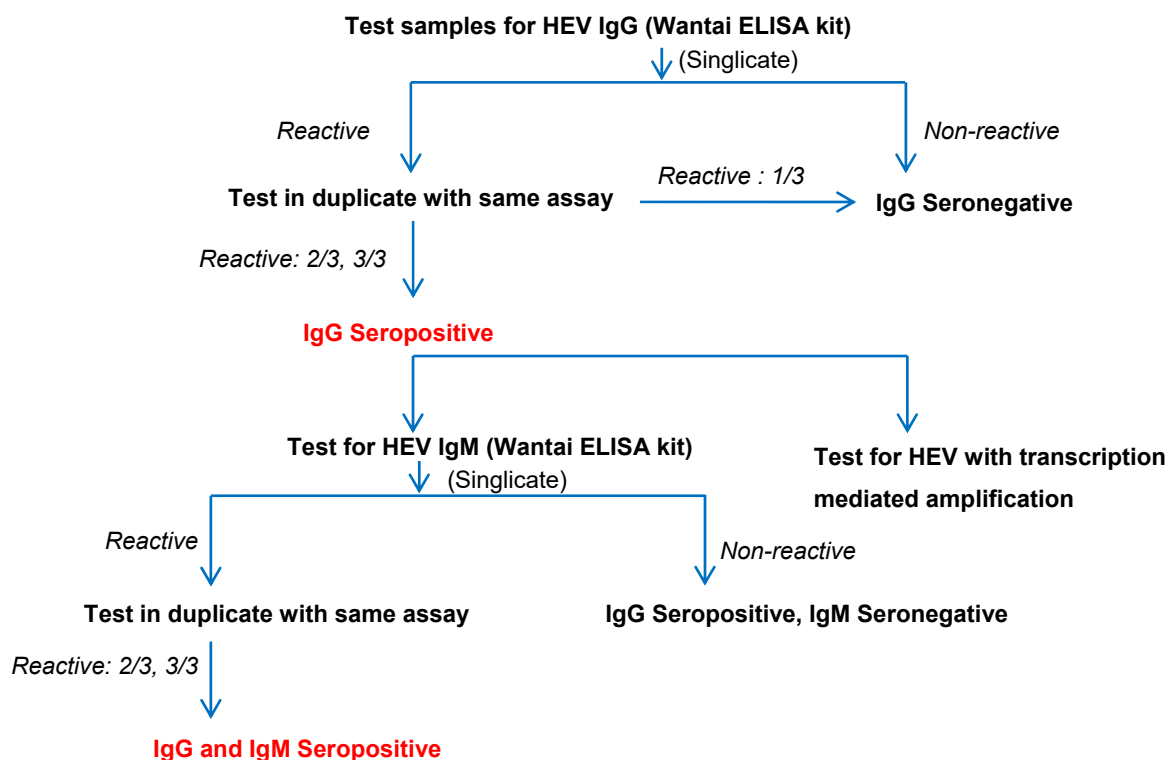 Test samples for HEV IgG (Wantai ELISA kit)
(Singlicate)
Reactive
Non-reactive
Test in duplicate with same assay
Reactive : 1/3
IgG Seronegative
Reactive: 2/3, 3/3
IgG Seropositive
Test for HEV IgM (Wantai ELISA kit)
Test for HEV with transcription
mediated amplification
(Singlicate)
Reactive
Non-reactive
Test in duplicate with same assay
IgG Seropositive, IgM Seronegative
Reactive: 2/3, 3/3
IgG and IgM Seropositive